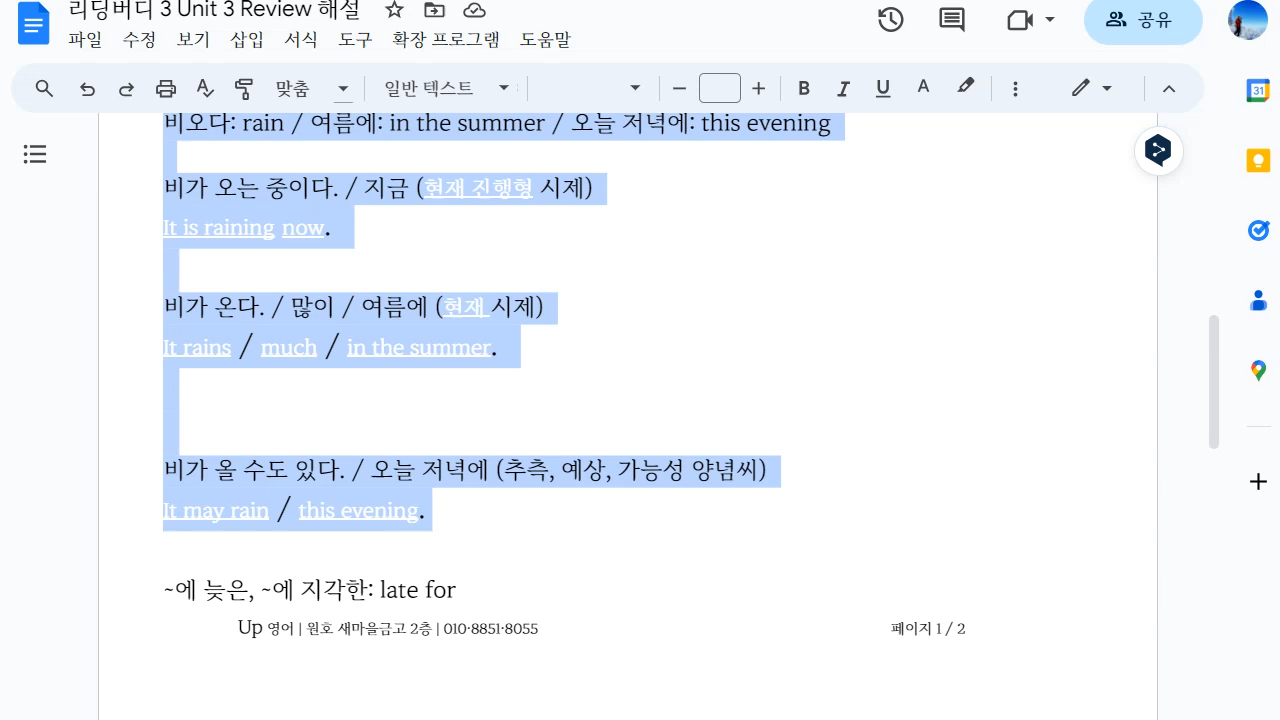 리딩버디 3 Unit 3 Review 해설
파일 수정 보기 삽입 서식 도구 확장 프로그램 도움말
공유
맞춤 일반 텍스트 B I U A
31
비오다: rain / 여름에: in the summer / 오늘 저녁에: this evening
비가 오는 중이다. / 지금 (현재 진행형 시제)
It is raining now.
비가 온다. / 많이 / 여름에 (현재 시제)
It rains / much / in the summer.
비가 올 수도 있다. / 오늘 저녁에 (추측, 예상, 가능성 양념씨)
It may rain / this evening.
~에 늦은, ~에 지각한: late for
Up 영어 | 원호 새마을금고 2층 | 010-8851-8055
페이지 1 / 2